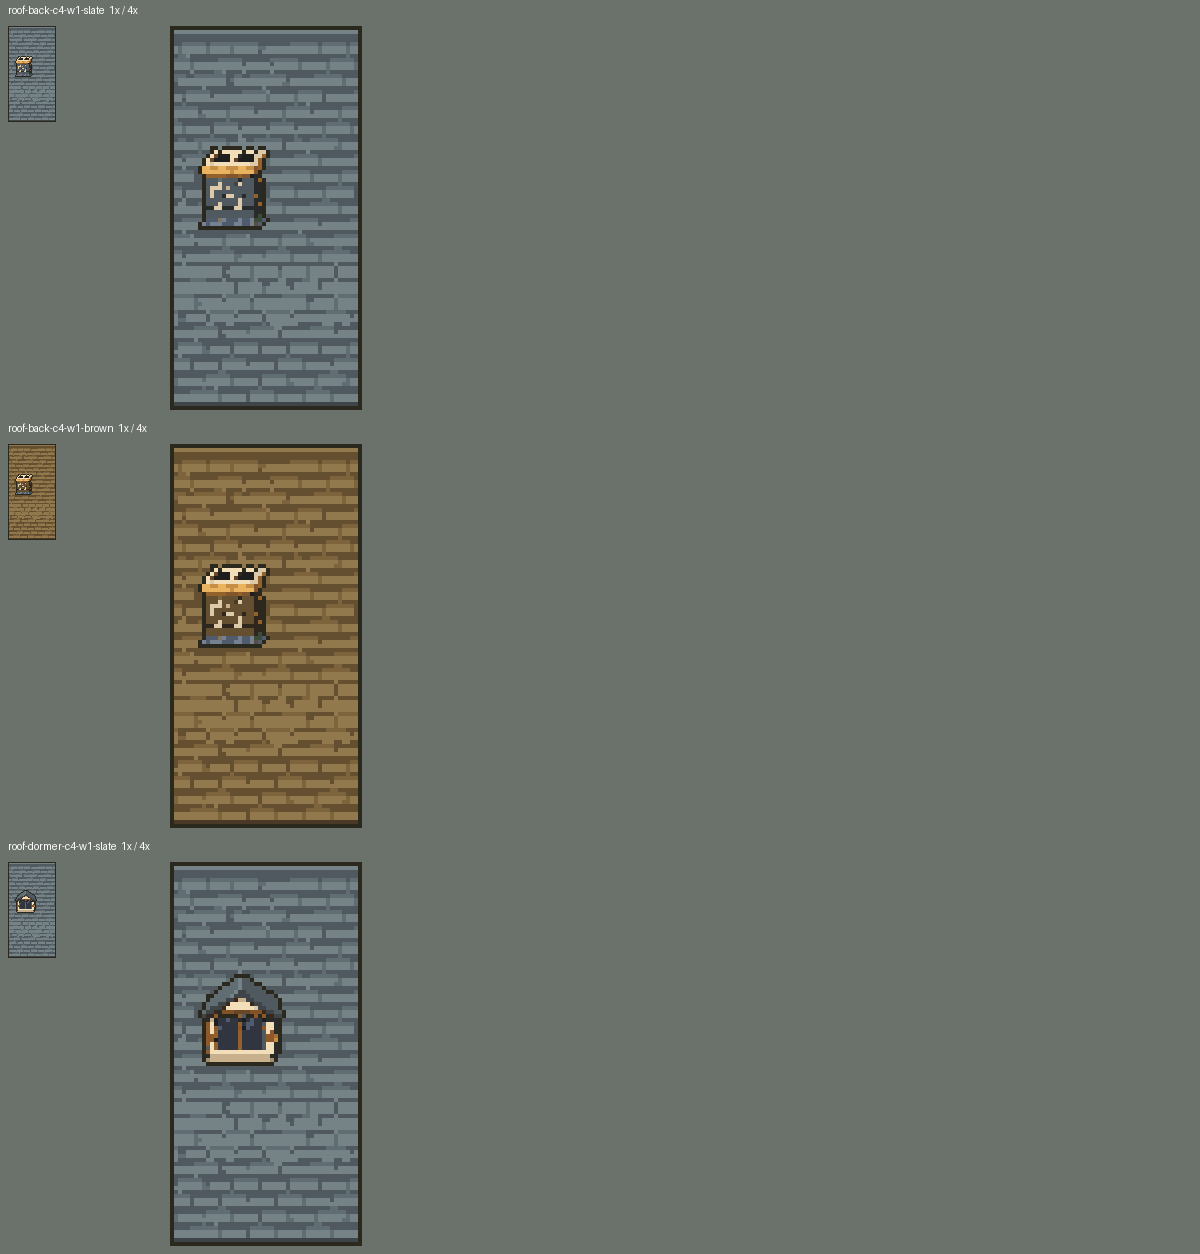 roof-back-c4-w1-slate 1x / 4x
roof-back-c4-w1-brown 1x / 4x
roof-dormer-c4-w1-slate 1x / 4x